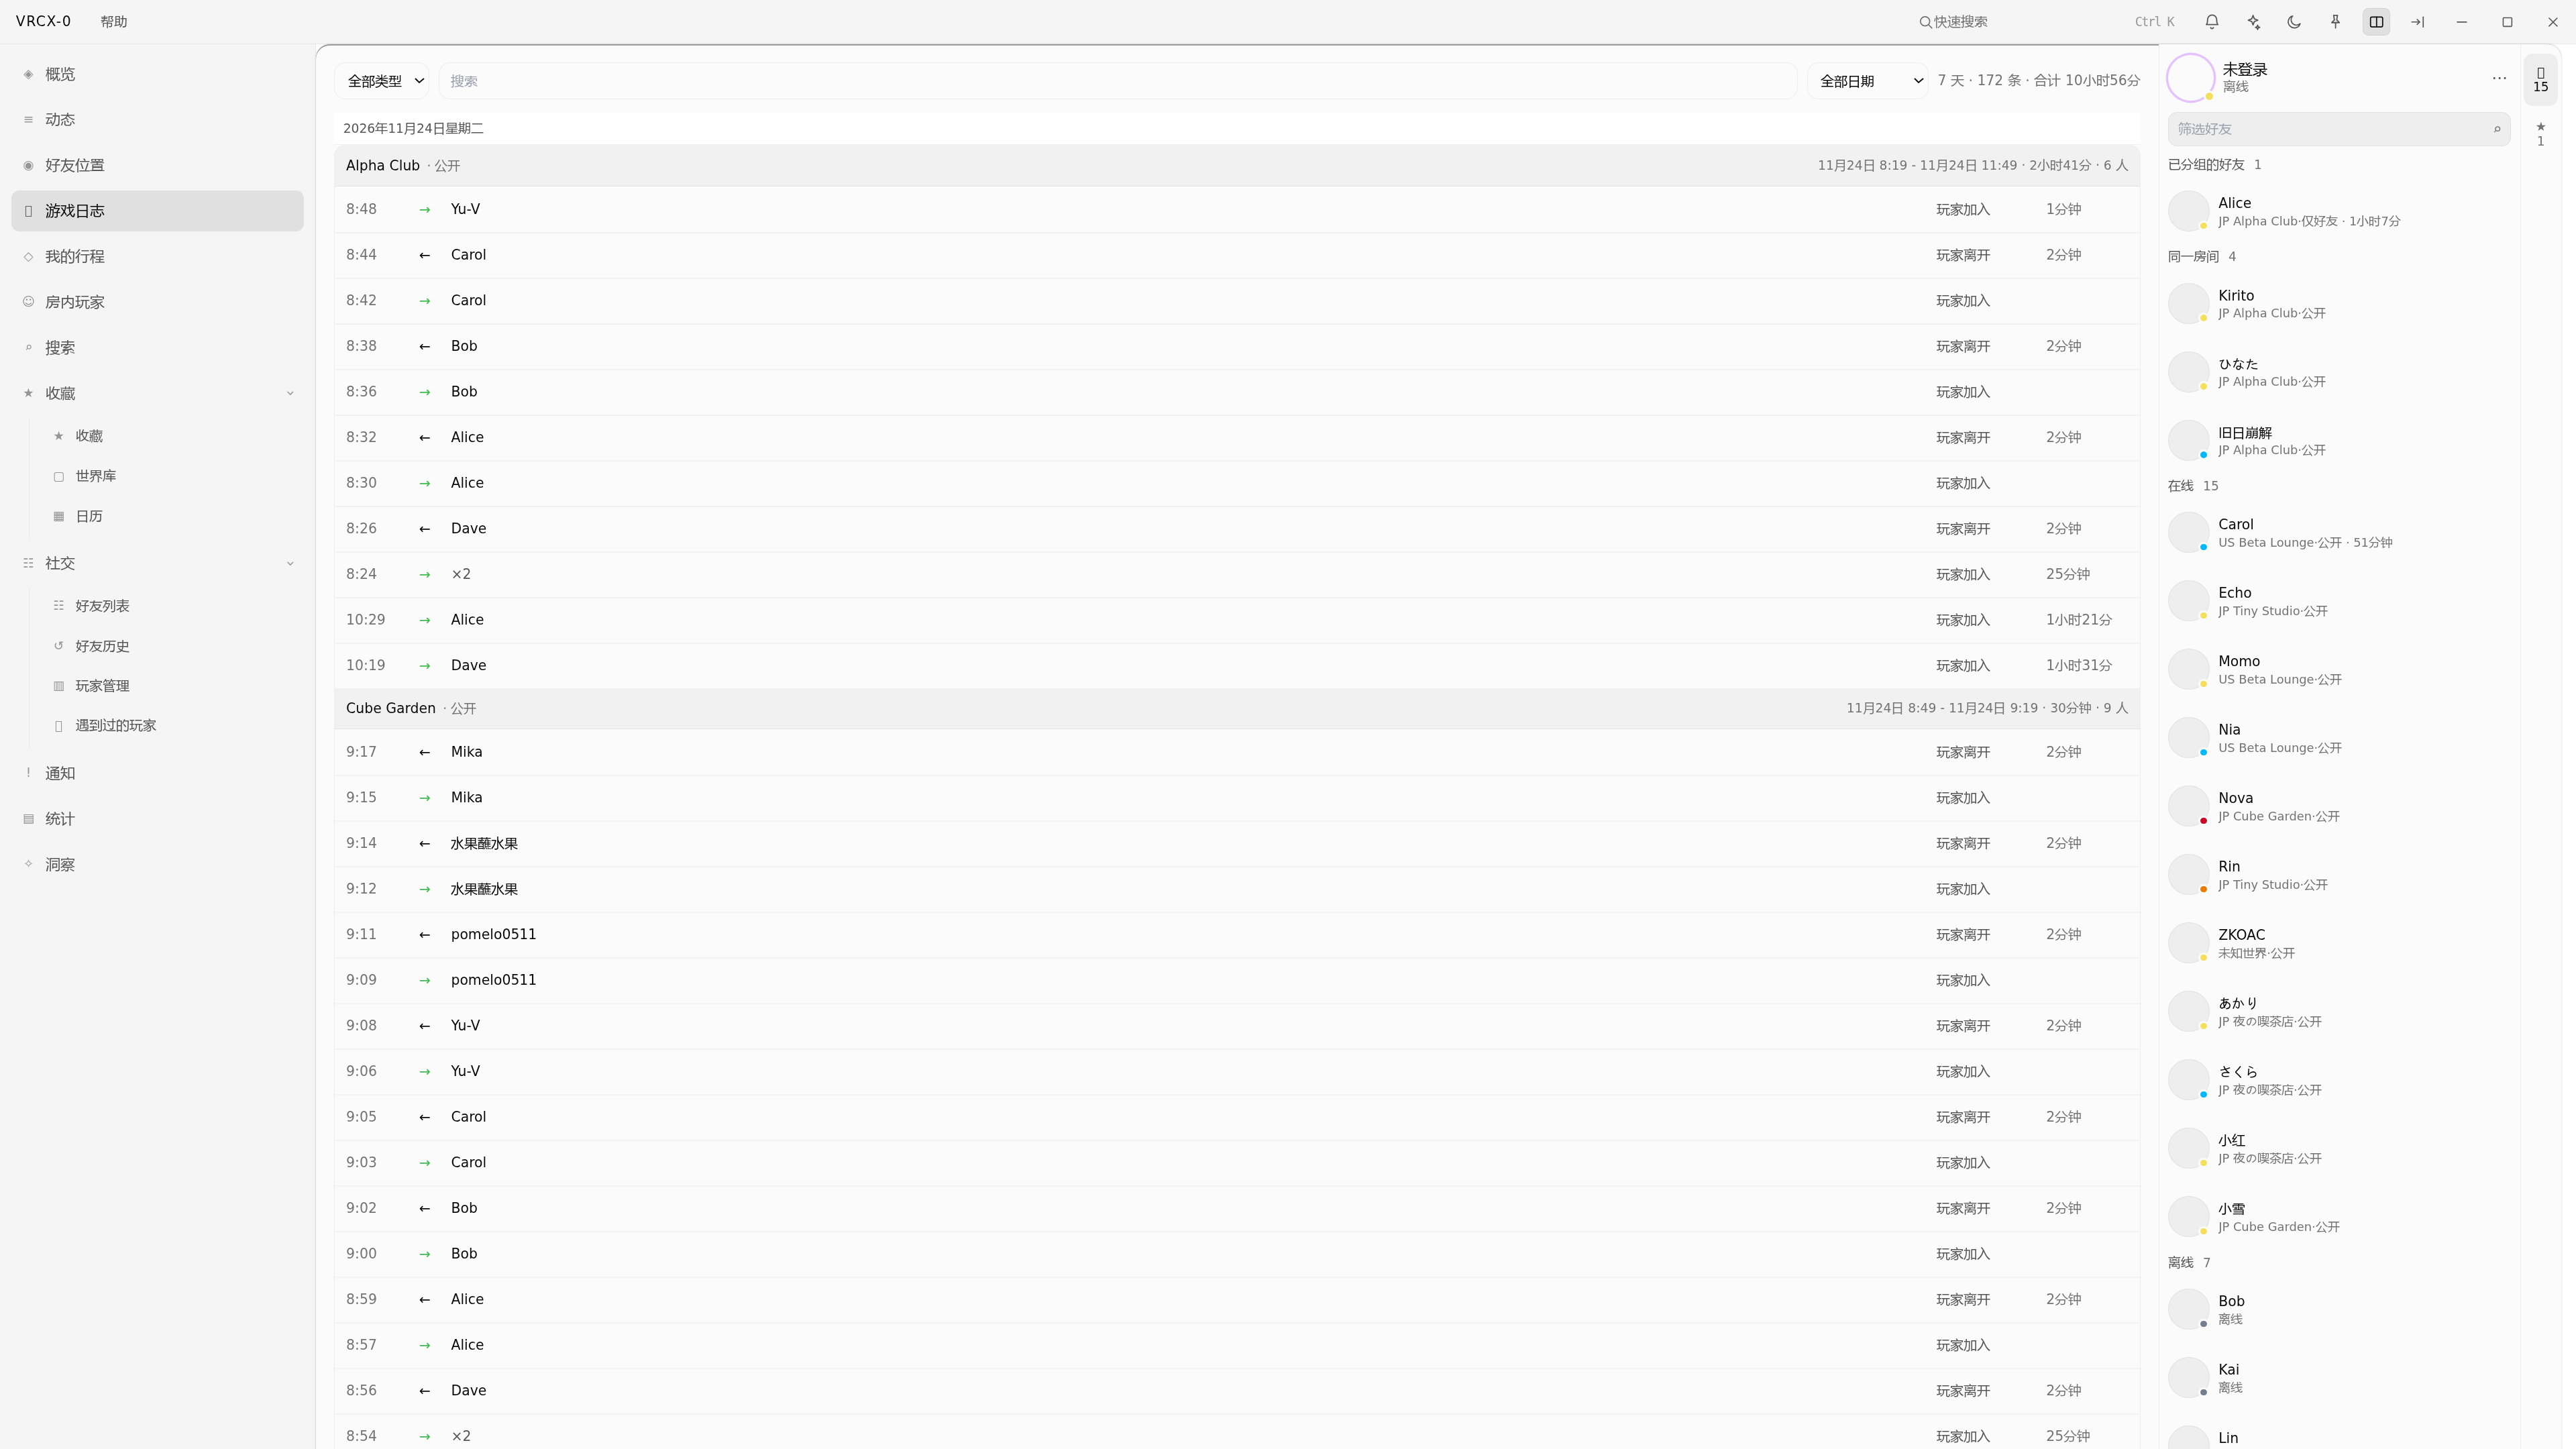 VRCX-0 帮助 快速搜索 Ctrl K
概览
动态
好友位置
游戏日志
我的行程
房内玩家
搜索
收藏
收藏
世界库
日历
社交
好友列表
好友历史
玩家管理
遇到过的玩家
通知
统计
洞察
全部类型 搜索 全部日期 7 天 · 172 条 · 合计 10小时56分
2026年11月24日星期二
Alpha Club · 公开 11月24日 8:19 - 11月24日 11:49 · 2小时41分 · 6 人
8:48 → Yu-V 玩家加入 1分钟
8:44 ← Carol 玩家离开 2分钟
8:42 → Carol 玩家加入
8:38 ← Bob 玩家离开 2分钟
8:36 → Bob 玩家加入
8:32 ← Alice 玩家离开 2分钟
8:30 → Alice 玩家加入
8:26 ← Dave 玩家离开 2分钟
8:24 → ×2 玩家加入 25分钟
10:29 → Alice 玩家加入 1小时21分
10:19 → Dave 玩家加入 1小时31分
Cube Garden · 公开 11月24日 8:49 - 11月24日 9:19 · 30分钟 · 9 人
9:17 ← Mika 玩家离开 2分钟
9:15 → Mika 玩家加入
9:14 ← 水果蘸水果 玩家离开 2分钟
9:12 → 水果蘸水果 玩家加入
9:11 ← pomelo0511 玩家离开 2分钟
9:09 → pomelo0511 玩家加入
9:08 ← Yu-V 玩家离开 2分钟
9:06 → Yu-V 玩家加入
9:05 ← Carol 玩家离开 2分钟
9:03 → Carol 玩家加入
9:02 ← Bob 玩家离开 2分钟
9:00 → Bob 玩家加入
8:59 ← Alice 玩家离开 2分钟
8:57 → Alice 玩家加入
8:56 ← Dave 玩家离开 2分钟
8:54 → ×2 玩家加入 25分钟
未登录
离线
筛选好友
已分组的好友 1
Alice
JP Alpha Club·仅好友 · 1小时7分
同一房间 4
Kirito
JP Alpha Club·公开
ひなた
JP Alpha Club·公开
旧日崩解
JP Alpha Club·公开
在线 15
Carol
US Beta Lounge·公开 · 51分钟
Echo
JP Tiny Studio·公开
Momo
US Beta Lounge·公开
Nia
US Beta Lounge·公开
Nova
JP Cube Garden·公开
Rin
JP Tiny Studio·公开
ZKOAC
未知世界·公开
あかり
JP 夜の喫茶店·公开
さくら
JP 夜の喫茶店·公开
小红
JP 夜の喫茶店·公开
小雪
JP Cube Garden·公开
离线 7
Bob
离线
Kai
离线
Lin
15
1